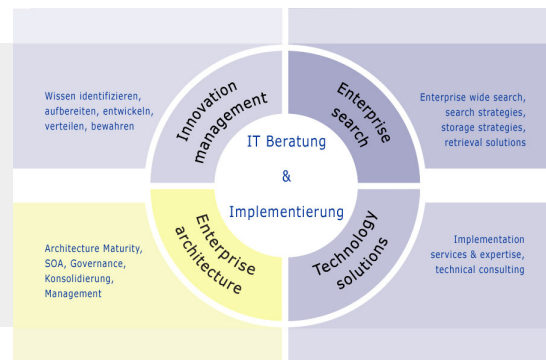 Wissen identifizieren,
aufbereiten, entwickeln,
verteilen, bewahren
Innovation
management
Enterprise
search
Enterprise wide search,
search strategies,
storage strategies,
retrieval solutions
IT Beratung
&
Implementierung
Architecture Maturity,
SOA, Governance,
Konsolidierung,
Management
Enterprise
architecture
Technology
solutions
Implementation
services & expertise,
technical consulting